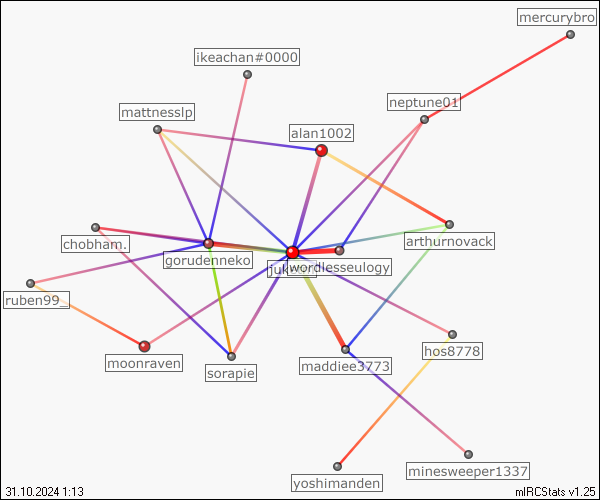 mercurybro
ikeachan#0000
neptune01
mattnesslp
alan1002
chobham.
arthurnovack
gorudenneko
wordlesseulogy
ruben99_
moonraven
sorapie
maddiee3773
hos8778
minesweeper1337
yoshimanden
31.10.2024 1:13
mIRCStats v1.25